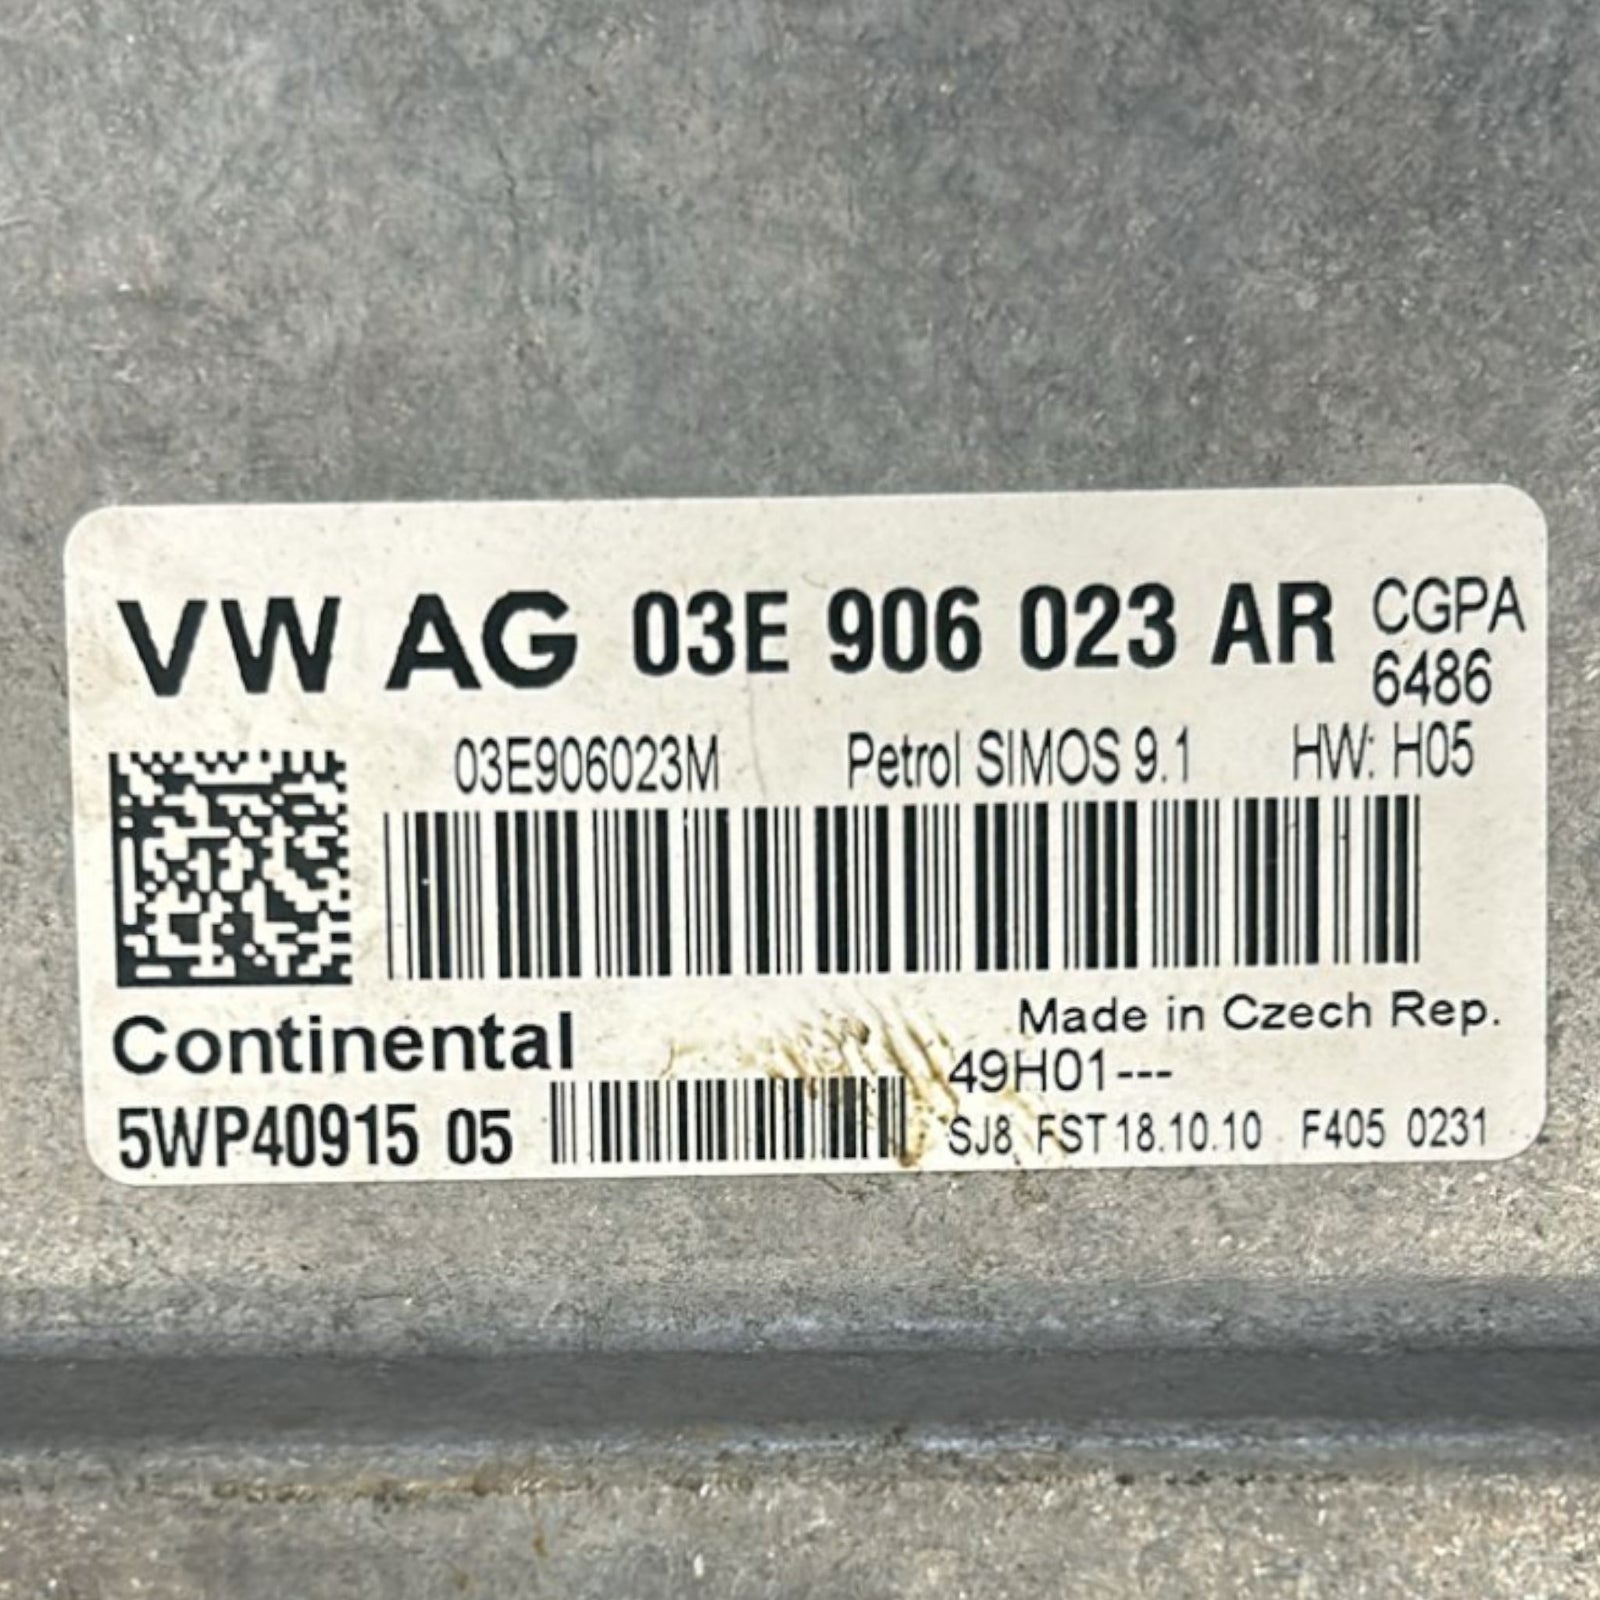 VW AG 03E 906 023 AR CGPA
6486
03E906023M Petrol SIMOS 9.1 HW: H05
Continental
Made in Czech Rep.
49H01---
5WP40915 05
SJ8 FST 18.10.10 F405 0231